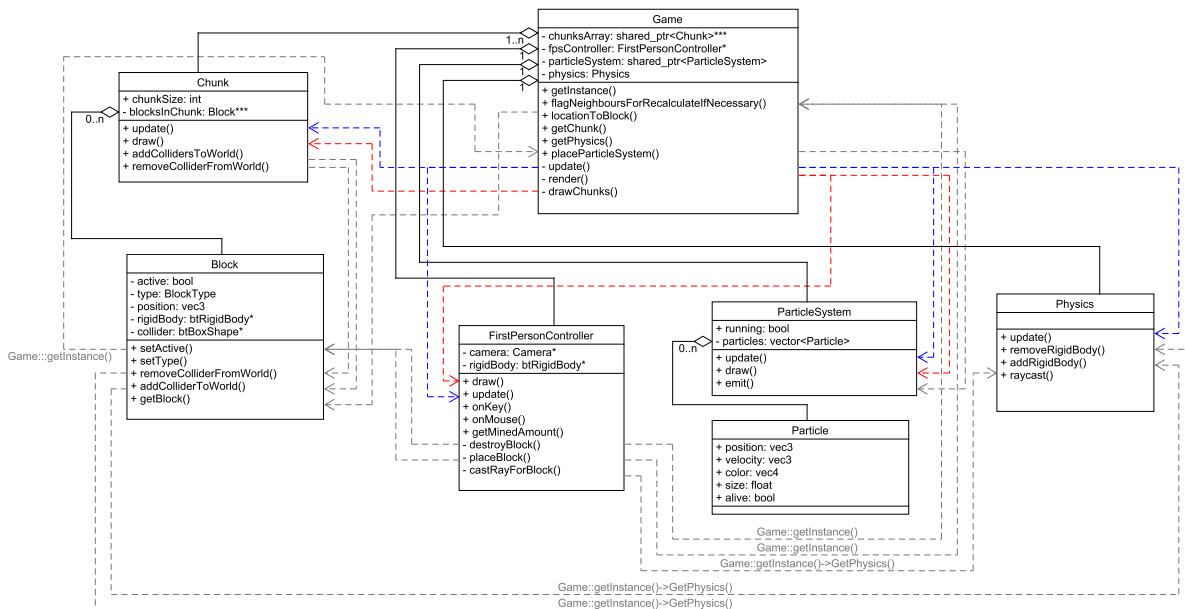 Game
- chunksArray: shared_ptr<Chunk>***
- fpsController: FirstPersonController*
- particleSystem: shared_ptr<ParticleSystem>
- physics: Physics
+ getInstance()
+ flagNeighboursForRecalculateIfNecessary()
+ locationToBlock()
+ getChunk()
+ getPhysics()
+ placeParticleSystem()
- update()
- render()
- drawChunks()
1..n
1
1
1
Chunk
+ chunkSize: int
- blocksInChunk: Block***
+ update()
+ draw()
+ addCollidersToWorld()
+ removeColliderFromWorld()
0..n
Block
- active: bool
- type: BlockType
- position: vec3
- rigidBody: btRigidBody*
- collider: btBoxShape*
+ setActive()
+ setType()
+ removeColliderFromWorld()
+ addColliderToWorld()
+ getBlock()
Game:::getInstance()
FirstPersonController
- camera: Camera*
- rigidBody: btRigidBody*
+ draw()
+ update()
+ onKey()
+ onMouse()
+ getMinedAmount()
- destroyBlock()
- placeBlock()
- castRayForBlock()
ParticleSystem
+ running: bool
- particles: vector<Particle>
+ update()
+ draw()
+ emit()
0..n
Particle
+ position: vec3
+ velocity: vec3
+ color: vec4
+ size: float
+ alive: bool
Physics
+ update()
+ removeRigidBody()
+ addRigidBody()
+ raycast()
Game::getInstance()
Game::getInstance()
Game::getInstance()->GetPhysics()
Game::getInstance()->GetPhysics()
Game::getInstance()->GetPhysics()